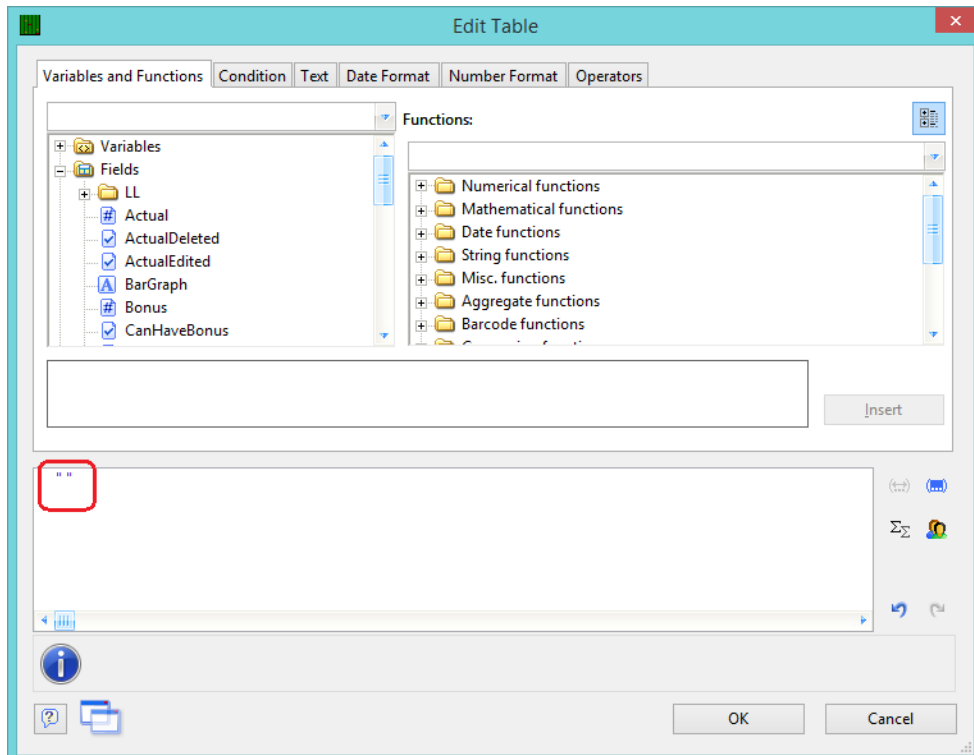 Edit Table
Variables and Functions Condition Text Date Format Number Format Operators
Functions:
Variables
Fields
LL
Actual
ActualDeleted
ActualEdited
BarGraph
Bonus
CanHaveBonus
Numerical functions
Mathematical functions
Date functions
String functions
Misc. functions
Aggregate functions
Barcode functions
Insert
" "
OK Cancel